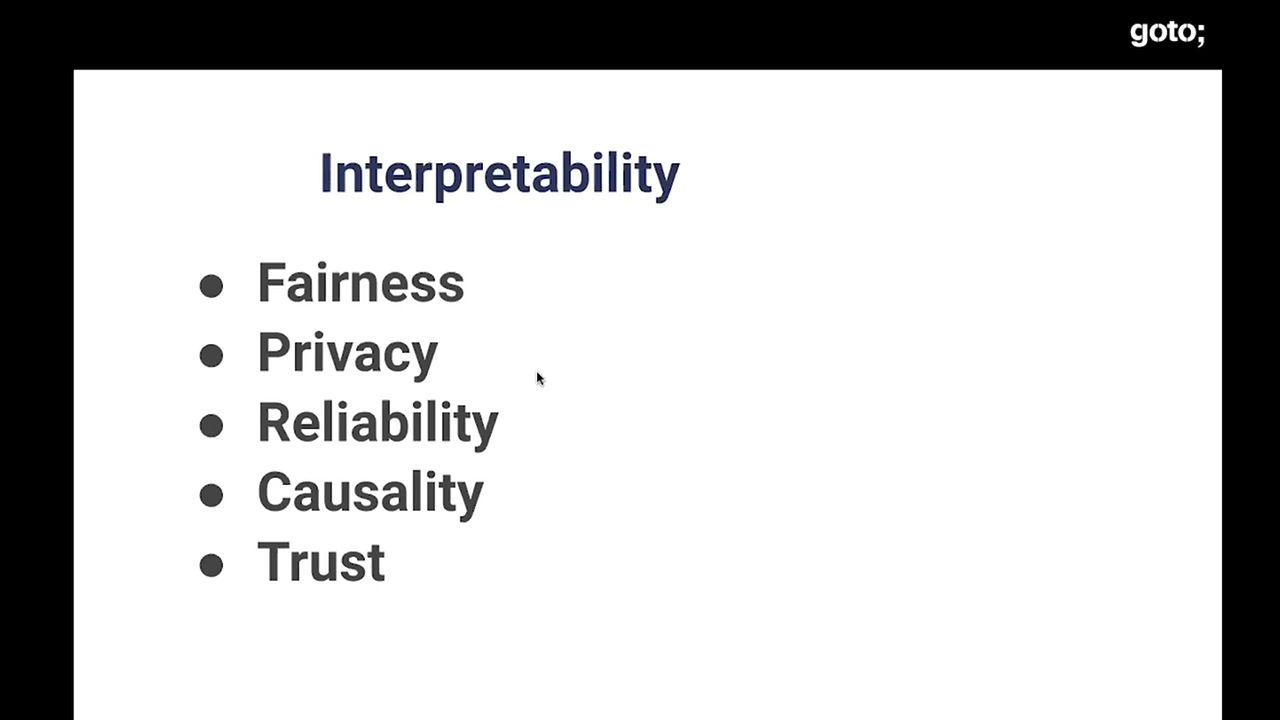 goto;
Interpretability
● Fairness
● Privacy
● Reliability
● Causality
● Trust